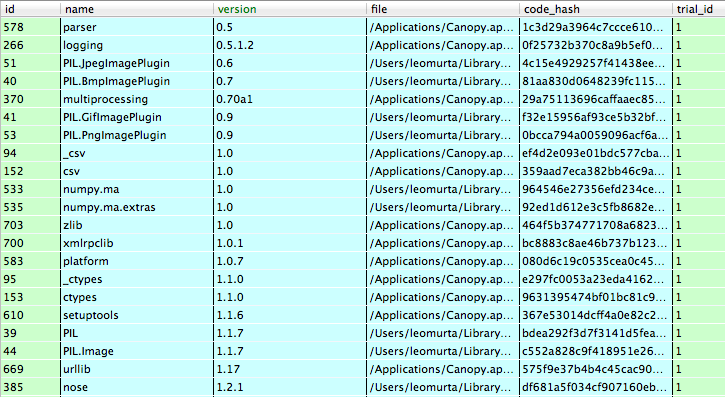 id name version file code_hash trial_id
578 parser 0.5 /Applications/Canopy.ap... 1c3d29a3964c7ccce610... 1
266 logging 0.5.1.2 /Applications/Canopy.ap... 0f25732b370c8a9b5ef0... 1
51 PIL.JpegImagePlugin 0.6 /Users/leomurta/Library... 4c15e4929257f41438ee... 1
40 PIL.BmpImagePlugin 0.7 /Users/leomurta/Library... 81aa830d0648239fc115... 1
370 multiprocessing 0.70a1 /Applications/Canopy.ap... 29a75113696caffaaec85... 1
41 PIL.GifImagePlugin 0.9 /Users/leomurta/Library... f32e15956af93ce5b32bf... 1
53 PIL.PngImagePlugin 0.9 /Users/leomurta/Library... 0bcca794a0059096acf6a... 1
94 _csv 1.0 /Applications/Canopy.ap... ef4d2e093e01bdc577cba... 1
152 csv 1.0 /Applications/Canopy.ap... 359aad7eca382bb46c9a... 1
533 numpy.ma 1.0 /Users/leomurta/Library... 964546e27356efd234ce... 1
535 numpy.ma.extras 1.0 /Users/leomurta/Library... 92ed1d612e3c5fb8682e... 1
703 zlib 1.0 /Applications/Canopy.ap... 464f5b374771708a6823... 1
700 xmlrpclib 1.0.1 /Applications/Canopy.ap... bc8883c8ae46b737b123... 1
583 platform 1.0.7 /Applications/Canopy.ap... 080d6c19c0535cea0c45... 1
95 _ctypes 1.1.0 /Applications/Canopy.ap... e297fc0053a23eda4162... 1
153 ctypes 1.1.0 /Applications/Canopy.ap... 9631395474bf01bc81c9... 1
610 setuptools 1.1.6 /Applications/Canopy.ap... 367e53014dcff4a0e82c2... 1
39 PIL 1.1.7 /Users/leomurta/Library... bdea292f3d7f3141d5fea... 1
44 PIL.Image 1.1.7 /Users/leomurta/Library... c552a828c9f418951e26... 1
669 urllib 1.17 /Applications/Canopy.ap... 575f9e37b4b4c45cac90... 1
385 nose 1.2.1 /Users/leomurta/Library... df681a5f034cf907160eb... 1